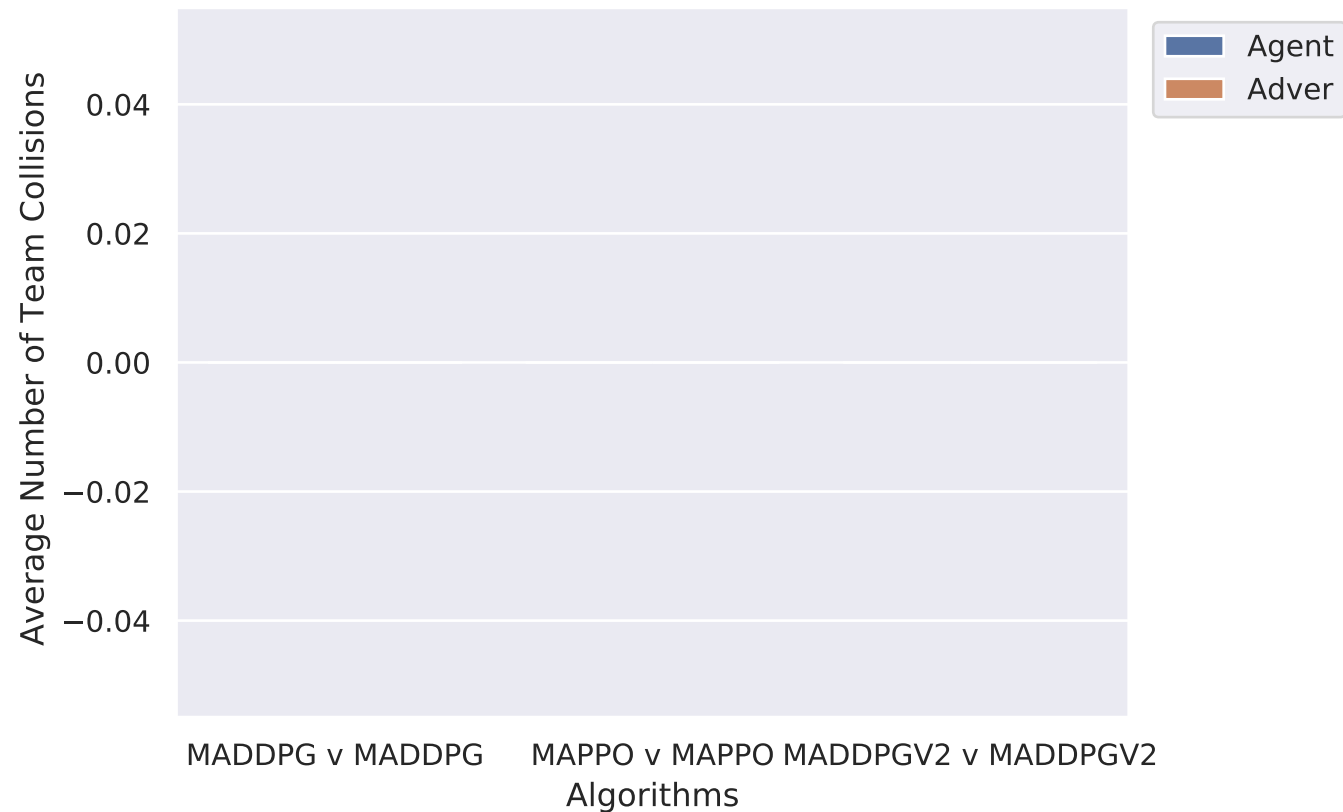 Average Number of Team Collisions
0.04
0.02
0.00
−0.02
−0.04
MADDPG v MADDPG
MAPPO v MAPPO
MADDPGV2 v MADDPGV2
Algorithms
Agent
Adver